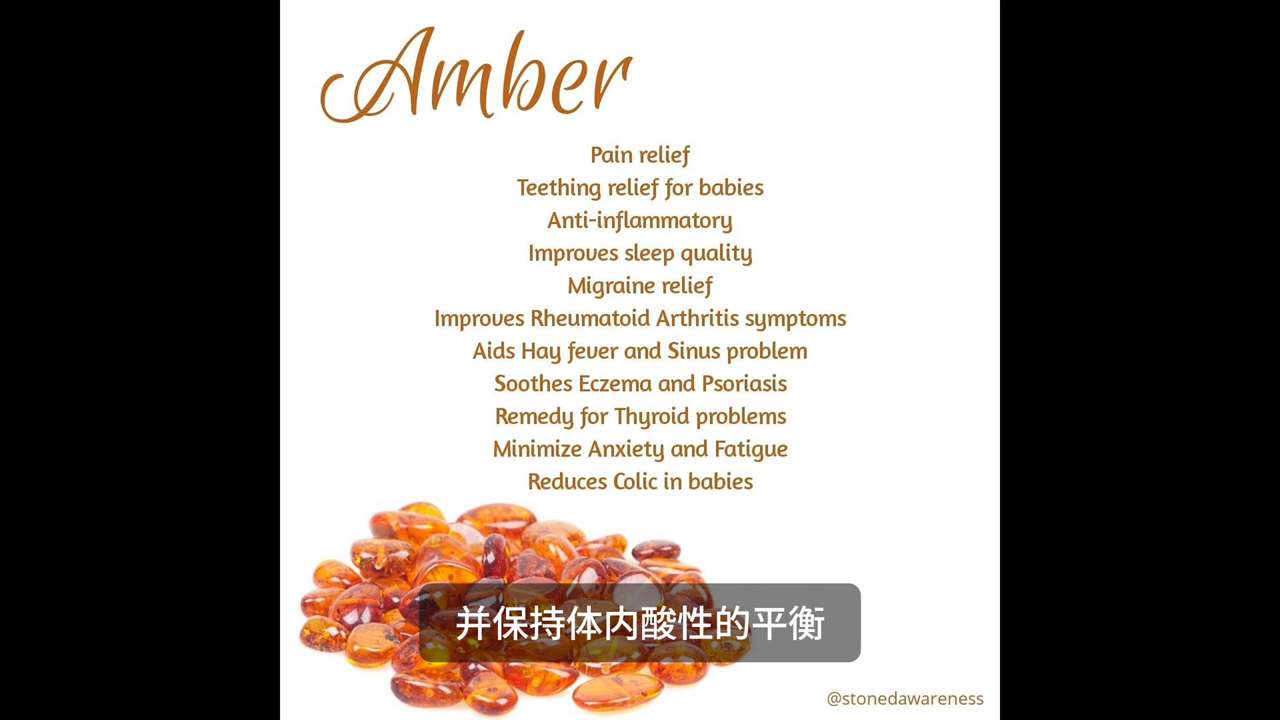 Amber
Pain relief
Teething relief for babies
Anti-inflammatory
Improves sleep quality
Migraine relief
Improves Rheumatoid Arthritis symptoms
Aids Hay fever and Sinus problem
Soothes Eczema and Psoriasis
Remedy for Thyroid problems
Minimize Anxiety and Fatigue
Reduces Colic in babies
并保持体内酸性的平衡
@stonedawareness